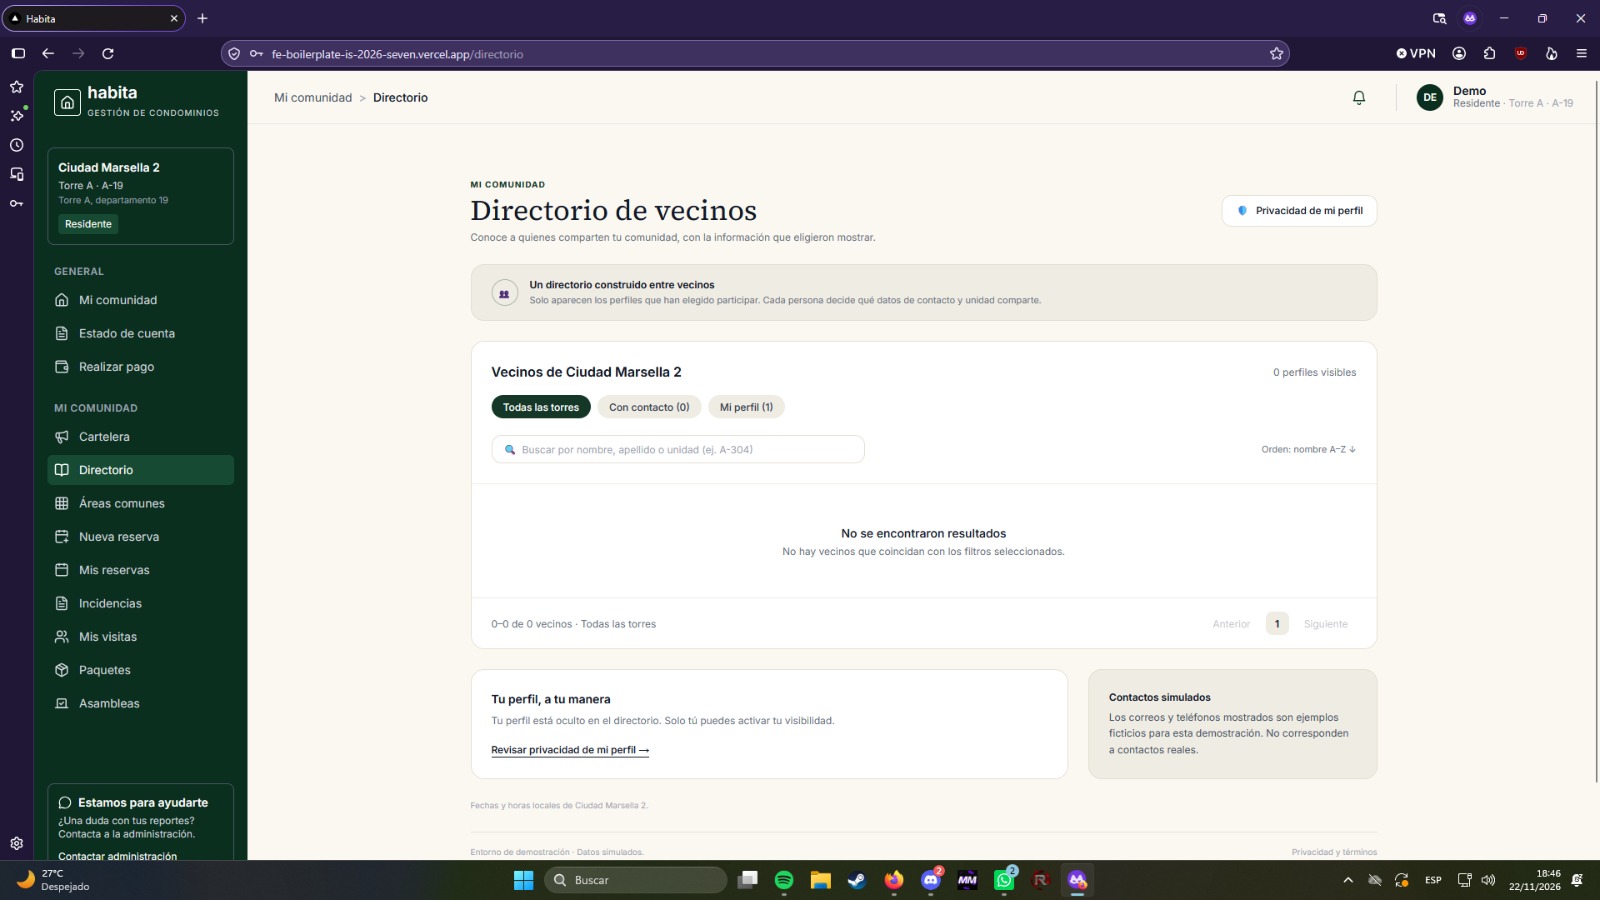 Habita
VPN
fe-boilerplate-is-2026-seven.vercel.app/directorio
habita
GESTIÓN DE CONDOMINIOS
Ciudad Marsella 2
Torre A · A-19
Torre A, departamento 19
Residente
GENERAL
Mi comunidad
Estado de cuenta
Realizar pago
MI COMUNIDAD
Cartelera
Directorio
Áreas comunes
Nueva reserva
Mis reservas
Incidencias
Mis visitas
Paquetes
Asambleas
Estamos para ayudarte
¿Una duda con tus reportes?
Contacta a la administración.
Contactar administración
Mi comunidad > Directorio
DE
Demo
Residente · Torre A · A-19
MI COMUNIDAD
Directorio de vecinos
Conoce a quienes comparten tu comunidad, con la información que eligieron mostrar.
Privacidad de mi perfil
Un directorio construido entre vecinos
Solo aparecen los perfiles que han elegido participar. Cada persona decide qué datos de contacto y unidad comparte.
Vecinos de Ciudad Marsella 2
0 perfiles visibles
Todas las torres
Con contacto (0)
Mi perfil (1)
Buscar por nombre, apellido o unidad (ej. A-304)
Orden: nombre A–Z ↓
No se encontraron resultados
No hay vecinos que coincidan con los filtros seleccionados.
0–0 de 0 vecinos · Todas las torres
Anterior
1
Siguiente
Tu perfil, a tu manera
Tu perfil está oculto en el directorio. Solo tú puedes activar tu visibilidad.
Revisar privacidad de mi perfil →
Contactos simulados
Los correos y teléfonos mostrados son ejemplos
ficticios para esta demostración. No corresponden
a contactos reales.
Fechas y horas locales de Ciudad Marsella 2.
Entorno de demostración · Datos simulados.
Privacidad y términos
27°C
Despejado
Buscar
2
MM
2
R
ESP
18:46
22/11/2026